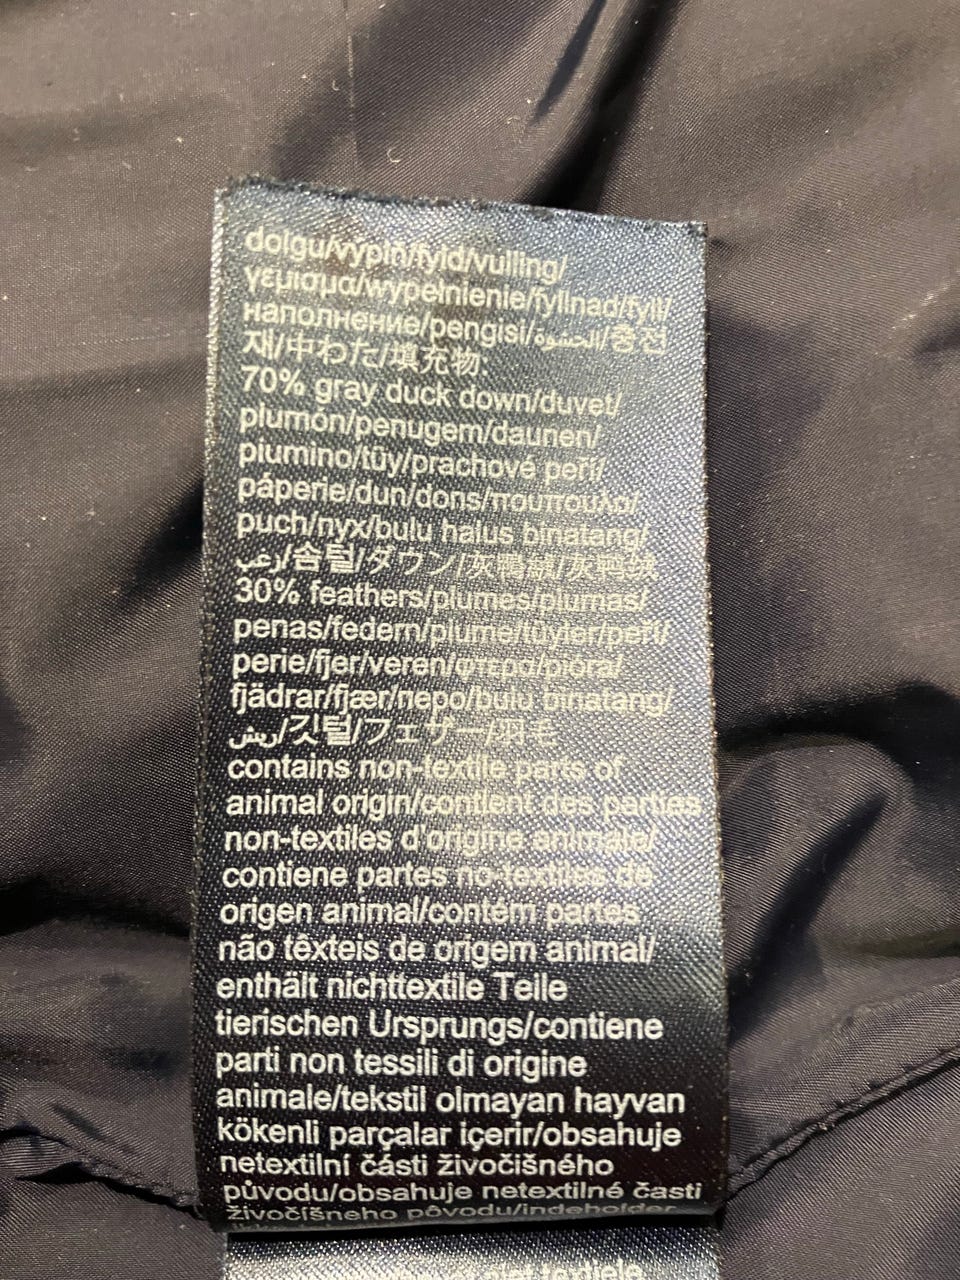 dolgu/výplň/fyld/vulling/
γέμισμα/wypełnienie/fyllnad/fyll/
наполнение/pengisi/الحشوة/충전
재/中わた/填充物:
70% gray duck down/duvet/
plumón/penugem/daunen/
piumino/tüy/prachové peří/
páperie/dun/dons/πουπουλο/
puch/пух/bulu halus binatang/
زغب/솜털/ダウン/灰鴨絨/灰鸭绒
30% feathers/plumes/plumas/
penas/federn/piume/tüyler/peří/
perie/fjer/veren/φτερα/pióra/
fjädrar/fjær/перо/bulu binatang/
ريش/깃털/フェザー/羽毛
contains non-textile parts of
animal origin/contient des parties
non-textiles d'origine animale/
contiene partes no-textiles de
origen animal/contém partes
não têxteis de origem animal/
enthält nichttextile Teile
tierischen Ursprungs/contiene
parti non tessili di origine
animale/tekstil olmayan hayvan
kökenli parçalar içerir/obsahuje
netextilní části živočišného
původu/obsahuje netextilné časti
živočíšneho pôvodu/indeholder